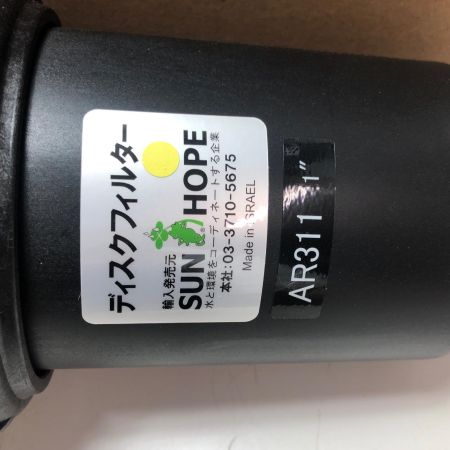 ディスクフィルター
輸入発売元
SUN HOPE
水と環境をコーディネートする企業
本社:03-3710-5675
Made in ISRAEL
AR311 1"